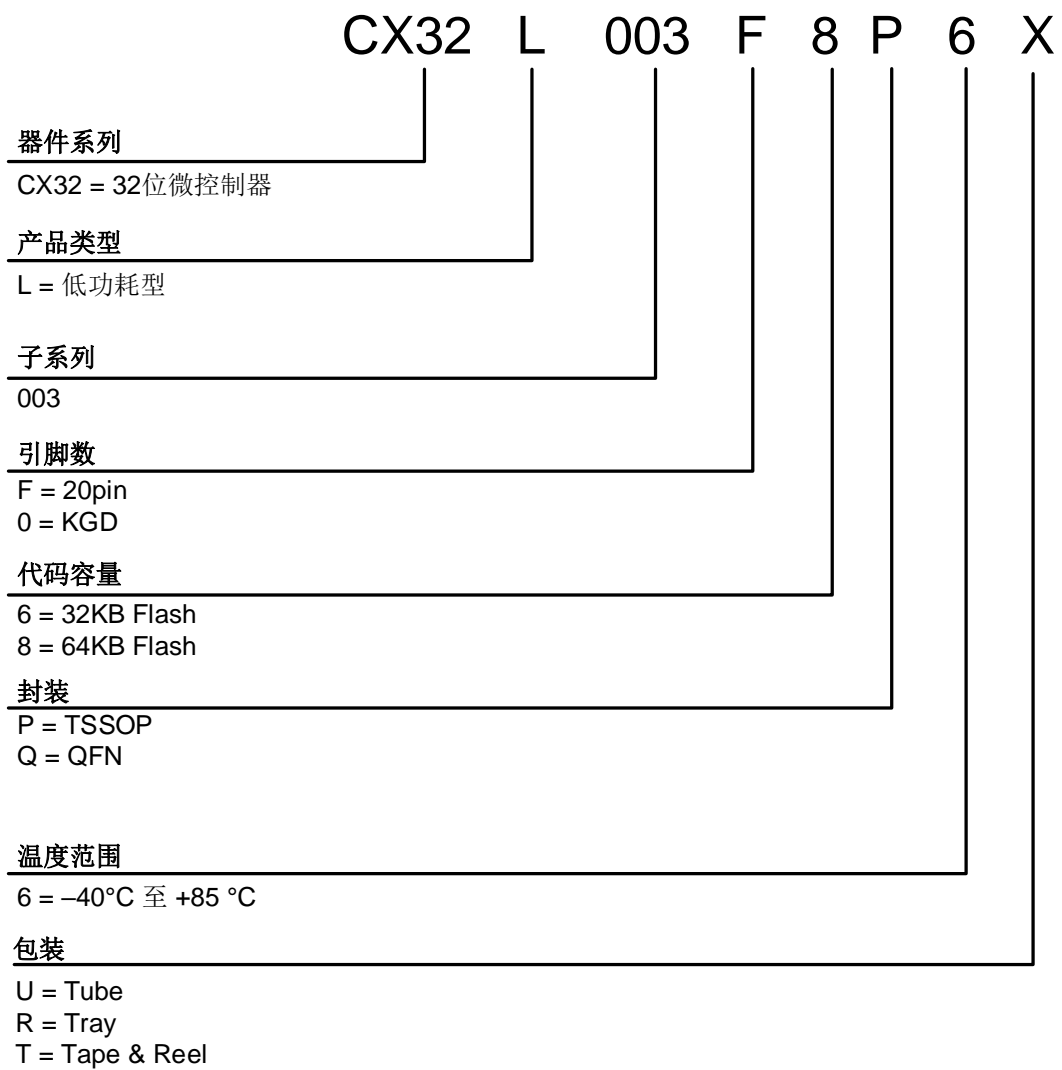 CX32 L 003 F 8 P 6 X
器件系列
CX32 = 32位微控制器
产品类型
L = 低功耗型
子系列
003
引脚数
F = 20pin
0 = KGD
代码容量
6 = 32KB Flash
8 = 64KB Flash
封装
P = TSSOP
Q = QFN
温度范围
6 = –40°C 至 +85 °C
包装
U = Tube
R = Tray
T = Tape & Reel